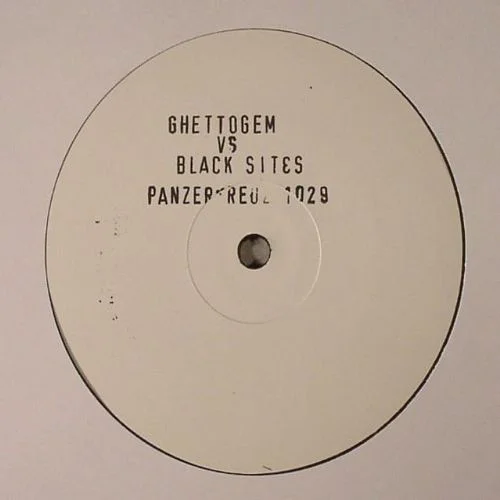 GHETTOGEM
VS
BLACK SITES
PANZERKREUZ 1029